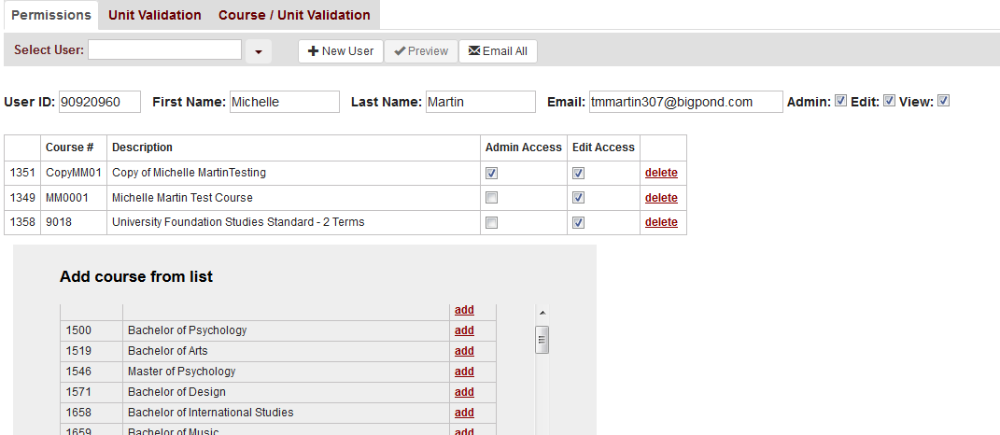 Permissions Unit Validation Course / Unit Validation
Select User: New User Preview Email All
User ID: 90920960 First Name: Michelle Last Name: Martin Email: tmmartin307@bigpond.com Admin: Edit: View:
Course # Description Admin Access Edit Access
1351 CopyMM01 Copy of Michelle MartinTesting delete
1349 MM0001 Michelle Martin Test Course delete
1358 9018 University Foundation Studies Standard - 2 Terms delete
Add course from list
add
1500 Bachelor of Psychology add
1519 Bachelor of Arts add
1546 Master of Psychology add
1571 Bachelor of Design add
1658 Bachelor of International Studies add
1659 Bachelor of Music add